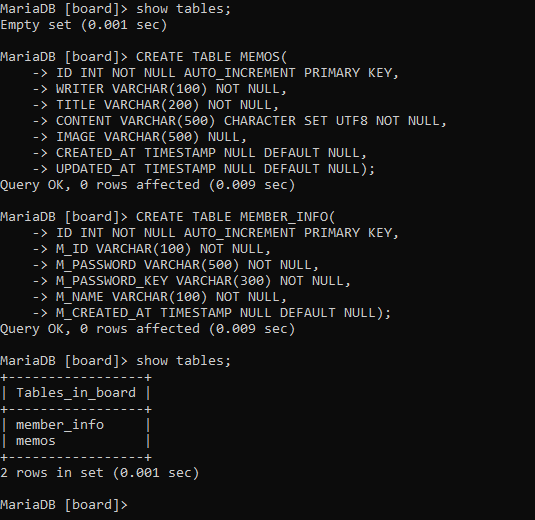 MariaDB [board]> show tables;
Empty set (0.001 sec)
MariaDB [board]> CREATE TABLE MEMOS(
    -> ID INT NOT NULL AUTO_INCREMENT PRIMARY KEY,
    -> WRITER VARCHAR(100) NOT NULL,
    -> TITLE VARCHAR(200) NOT NULL,
    -> CONTENT VARCHAR(500) CHARACTER SET UTF8 NOT NULL,
    -> IMAGE VARCHAR(500) NULL,
    -> CREATED_AT TIMESTAMP NULL DEFAULT NULL,
    -> UPDATED_AT TIMESTAMP NULL DEFAULT NULL);
Query OK, 0 rows affected (0.009 sec)
MariaDB [board]> CREATE TABLE MEMBER_INFO(
    -> ID INT NOT NULL AUTO_INCREMENT PRIMARY KEY,
    -> M_ID VARCHAR(100) NOT NULL,
    -> M_PASSWORD VARCHAR(500) NOT NULL,
    -> M_PASSWORD_KEY VARCHAR(300) NOT NULL,
    -> M_NAME VARCHAR(100) NOT NULL,
    -> M_CREATED_AT TIMESTAMP NULL DEFAULT NULL);
Query OK, 0 rows affected (0.009 sec)
MariaDB [board]> show tables;
+-----------------+
| Tables_in_board |
+-----------------+
| member_info     |
| memos           |
+-----------------+
2 rows in set (0.001 sec)
MariaDB [board]>